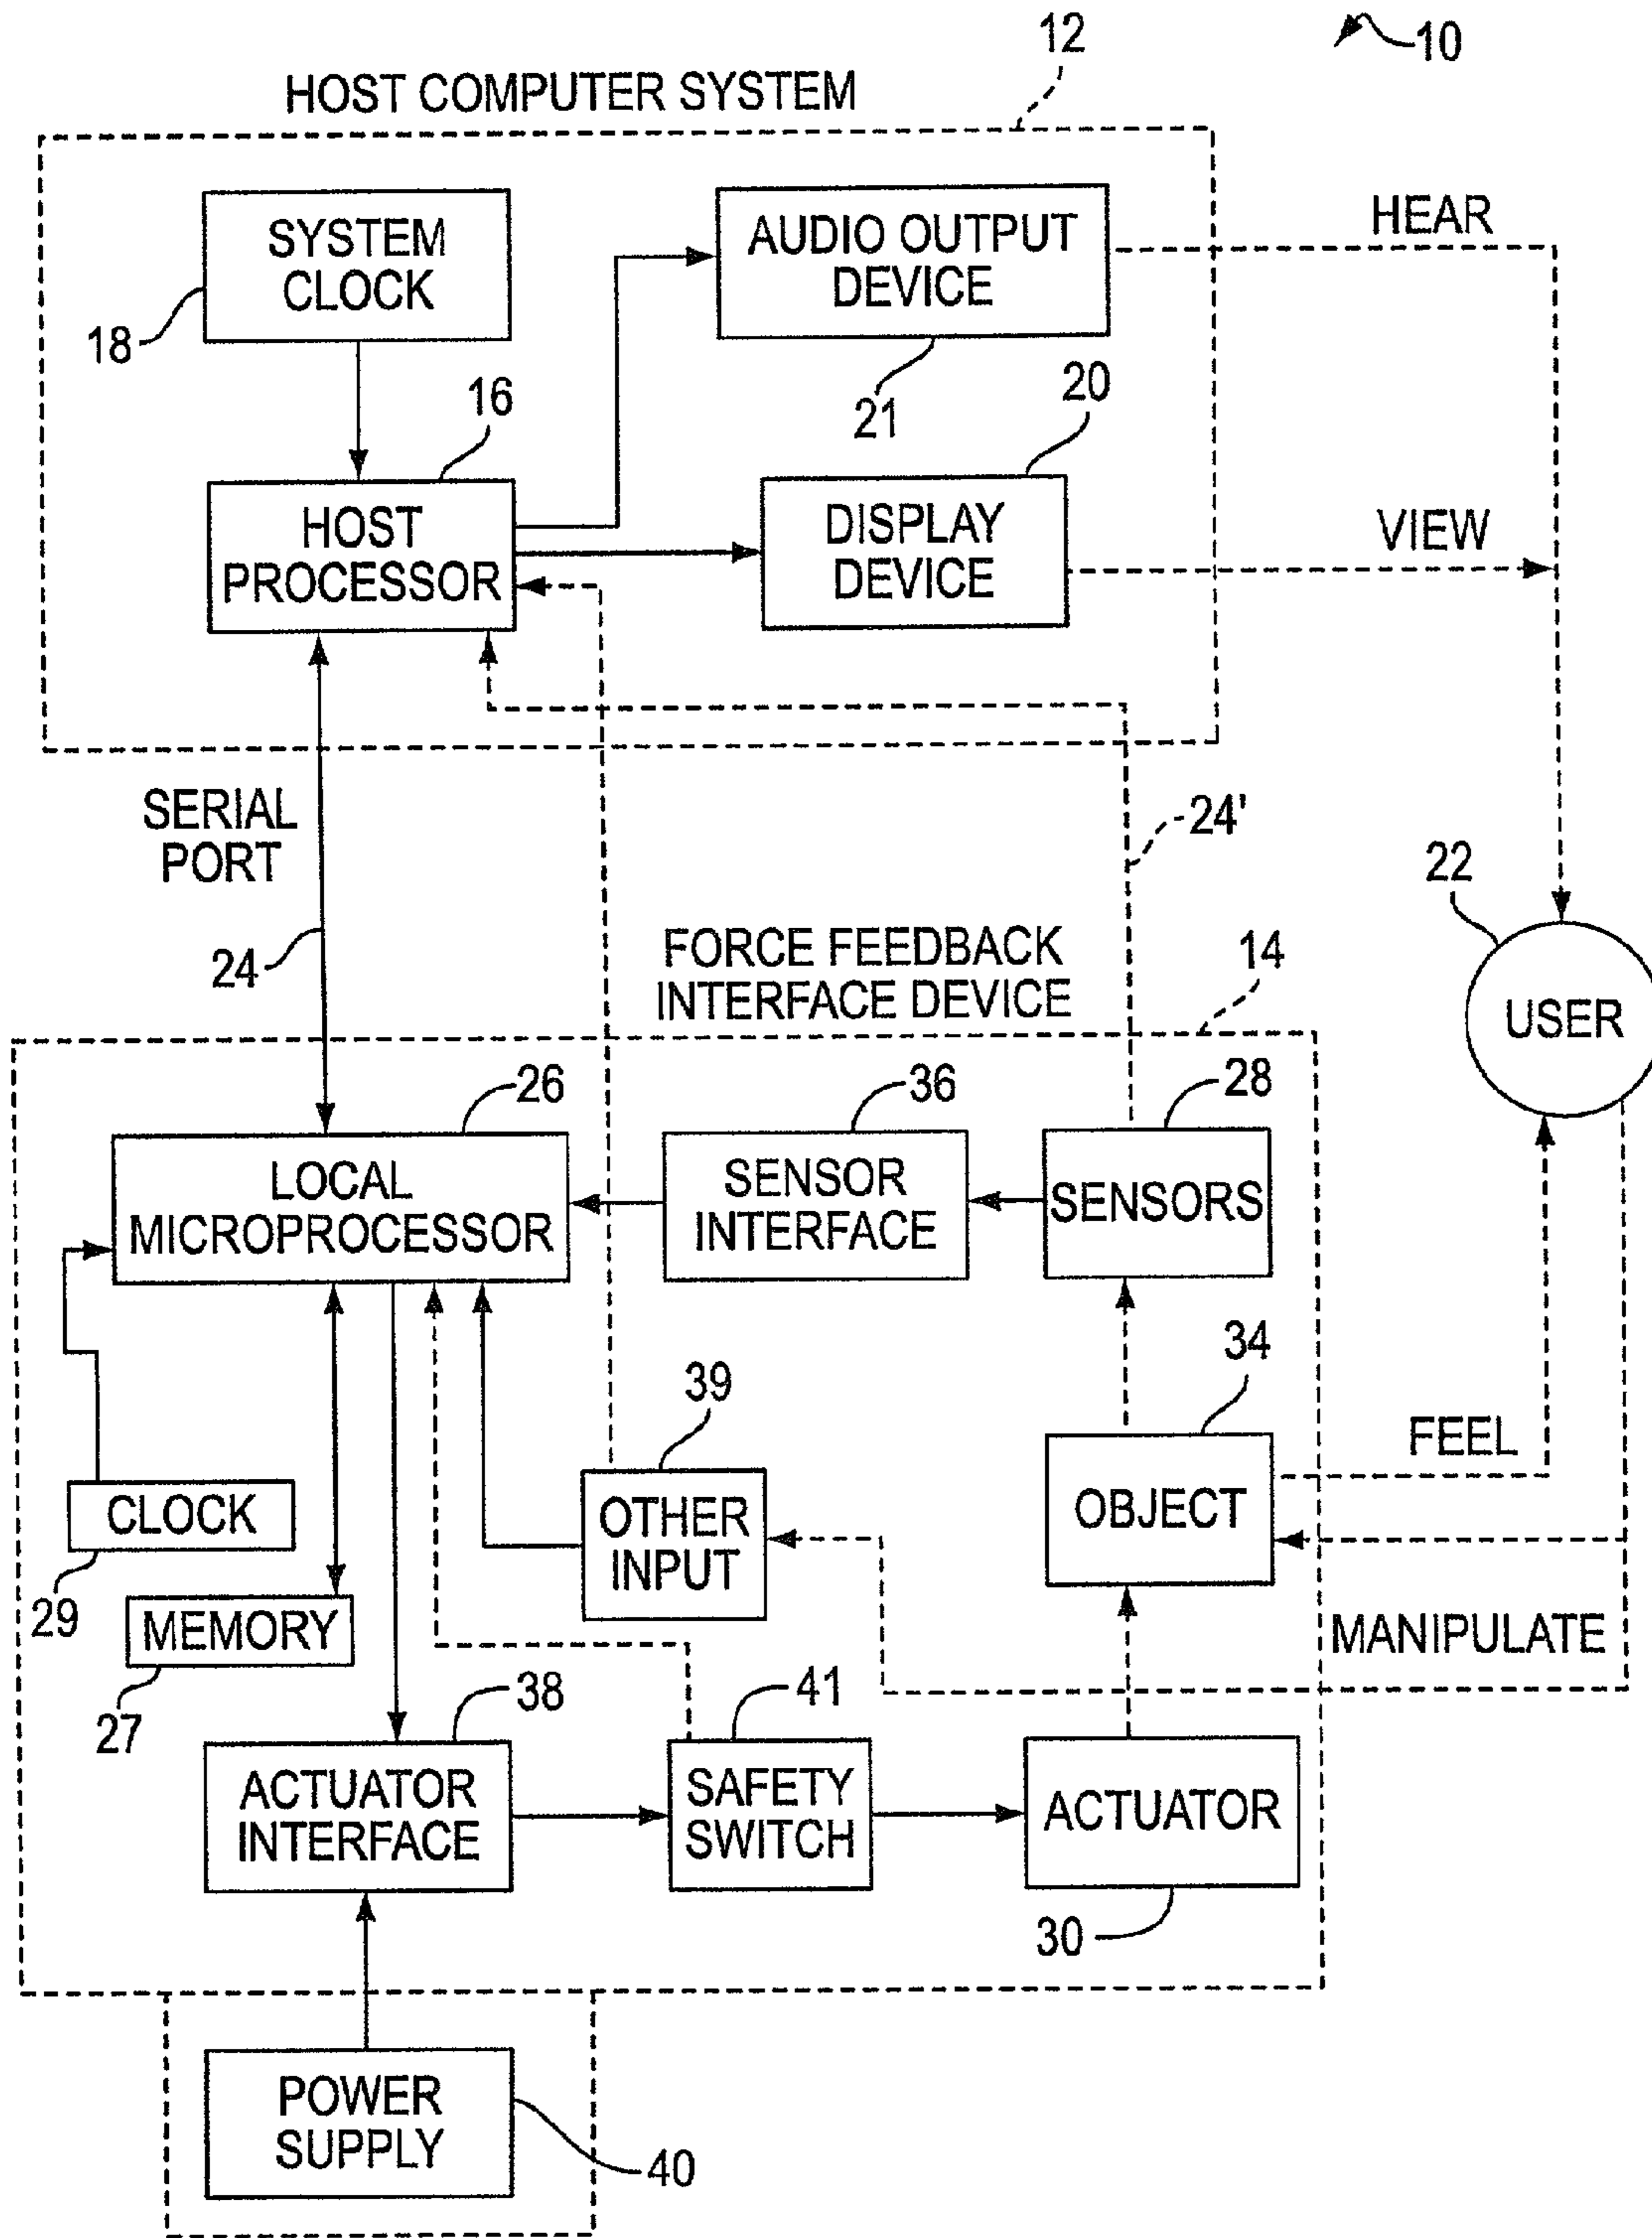 10
12
HOST COMPUTER SYSTEM
SYSTEM
CLOCK
18
AUDIO OUTPUT
DEVICE
21
HEAR
16
HOST
PROCESSOR
20
DISPLAY
DEVICE
VIEW
SERIAL
PORT
24
24'
22
USER
FORCE FEEDBACK
INTERFACE DEVICE
14
26
LOCAL
MICROPROCESSOR
36
SENSOR
INTERFACE
28
SENSORS
34
OBJECT
FEEL
39
OTHER
INPUT
CLOCK
29
MEMORY
27
MANIPULATE
38
ACTUATOR
INTERFACE
41
SAFETY
SWITCH
ACTUATOR
30
POWER
SUPPLY
40